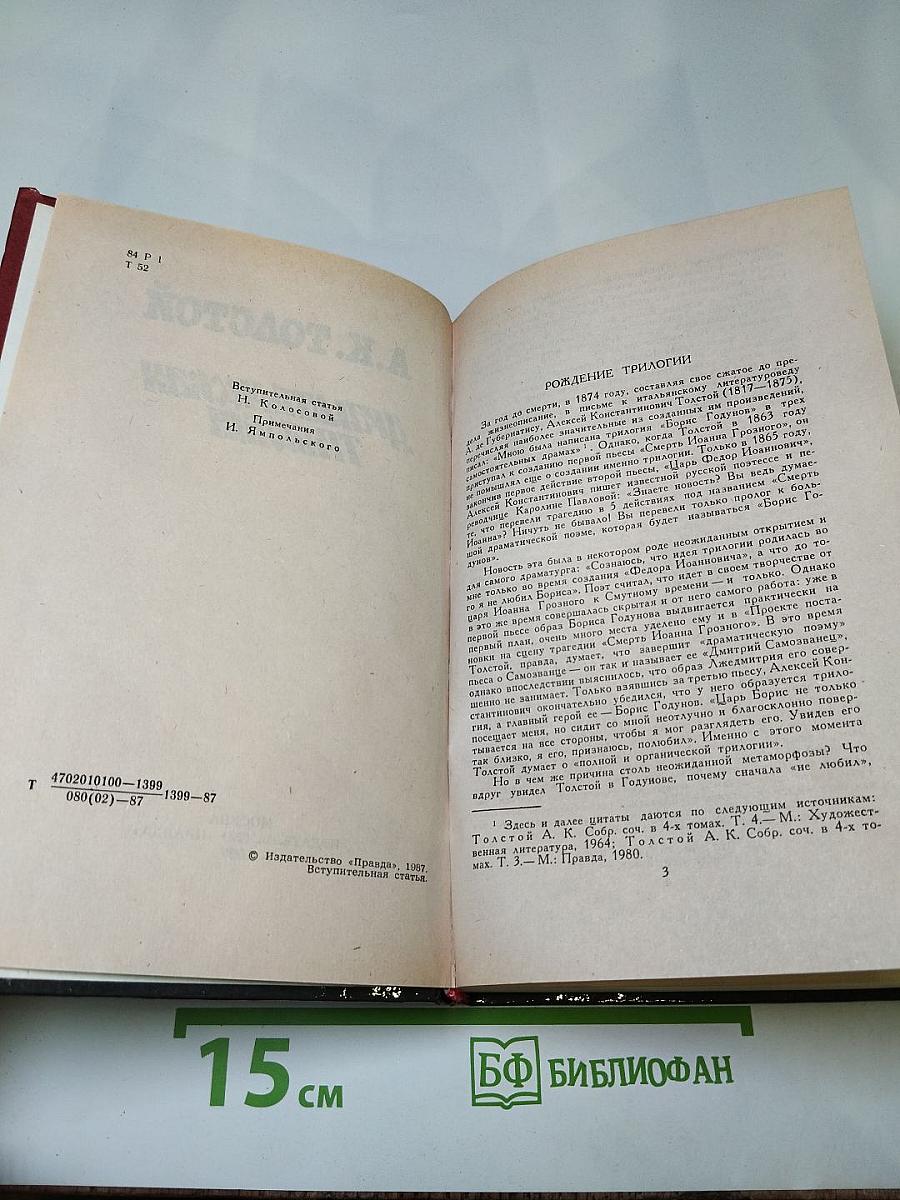 84 Р 1
Т 52
Вступительная статья
Н. Колосовой
Примечания
И. Ямпольского
Т 4702010100—1399
080(02)—87
1399—87
© Издательство «Правда», 1987.
Вступительная статья.
РОЖДЕНИЕ ТРИЛОГИИ
За год до смерти, в 1874 году, составляя свое сжатое до пре-
дела жизнеописание, в письме к итальянскому литературоведу
А. де Губернатису, Алексей Константинович Толстой (1817—1875),
перечисляя наиболее значительные из созданных им произведений,
писал: «Мною была написана трилогия „Борис Годунов“ в трех
самостоятельных драмах» ¹. Однако, когда Толстой в 1863 году
приступал к созданию первой пьесы «Смерть Иоанна Грозного», он
не помышлял еще о создании именно трилогии. Только в 1865 году,
закончив первое действие второй пьесы, «Царь Федор Иоаннович»,
Алексей Константинович пишет известной русской поэтессе и пе-
реводчице Каролине Павловой: «Знаете новость? Вы ведь думае-
те, что перевели трагедию в 5 действиях под названием «Смерть
Иоанна»? Ничуть не бывало! Вы перевели только пролог к боль-
шой драматической поэме, которая будет называться «Борис Го-
дунов».
Новость эта была в некотором роде неожиданным открытием и
для самого драматурга: «Сознаюсь, что идея трилогии родилась во
мне только во время создания «Федора Иоанновича», а что до то-
го я не любил Бориса». Поэт считал, что идет в своем творчестве от
царя Иоанна Грозного к Смутному времени — и только. Однако
в это же время совершалась скрытая и от него самого работа: уже в
первой пьесе образ Бориса Годунова выдвигается практически на
первый план, очень много места уделено ему и в «Проекте поста-
новки на сцену трагедии «Смерть Иоанна Грозного». В это время
Толстой, правда, думает, что завершит «драматическую поэму»
пьеса о Самозванце — он так и называет ее «Дмитрий Самозванец»,
однако впоследствии выяснилось, что образ Лжедмитрия его совер-
шенно не занимает. Только взявшись за третью пьесу, Алексей Кон-
стантинович окончательно убедился, что у него образуется трило-
гия, а главный герой ее — Борис Годунов. «Царь Борис не только
посещает меня, но сидит со мной неотлучно и благосклонно повер-
тывается на все стороны, чтобы я мог разглядеть его. Увидев его
так близко, я его, признаюсь, полюбил». Именно с этого момента
Толстой думает о «полной и органической трилогии».
Но в чем же причина столь неожиданной метаморфозы? Что
вдруг увидел Толстой в Годунове, почему сначала «не любил»,
¹ Здесь и далее цитаты даются по следующим источникам:
Толстой А. К. Собр. соч. в 4-х томах. Т. 4.— М.: Художест-
венная литература, 1964; Толстой А. К. Собр. соч. в 4-х то-
мах. Т. 3.— М.: Правда, 1980.
3
15 см
БФ БИБЛИОФАН